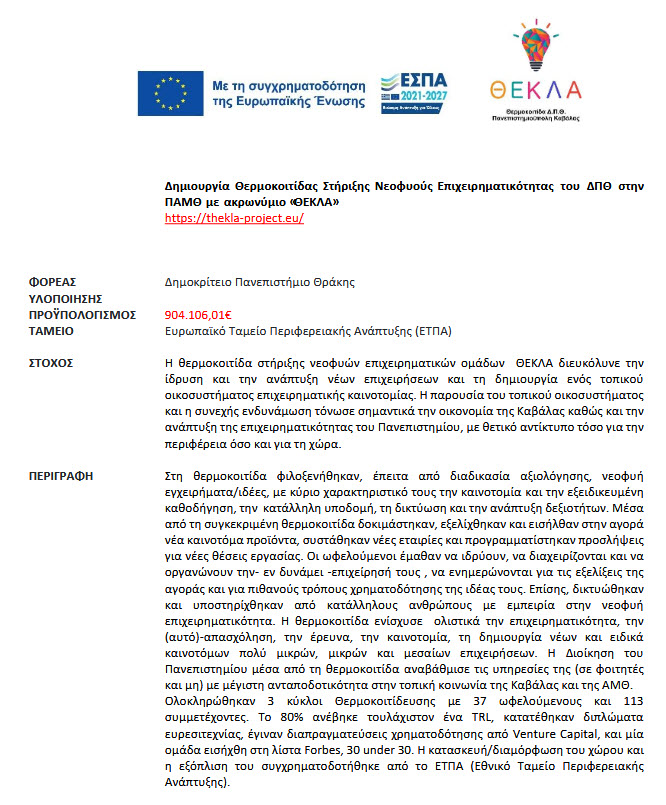 Με τη συγχρηματοδότηση
της Ευρωπαϊκής Ένωσης
ΕΣΠΑ
2021-2027
ΘΕΚΛΑ
Θερμοκοιτίδα Δ.Π.Θ.
Πανεπιστημιούπολη Καβάλας
Δημιουργία Θερμοκοιτίδας Στήριξης Νεοφυούς Επιχειρηματικότητας του ΔΠΘ στην
ΠΑΜΘ με ακρωνύμιο «ΘΕΚΛΑ»
https://thekla-project.eu/
ΦΟΡΕΑΣ
ΥΛΟΠΟΙΗΣΗΣ
Δημοκρίτειο Πανεπιστήμιο Θράκης
ΠΡΟΫΠΟΛΟΓΙΣΜΟΣ 904.106,01€
ΤΑΜΕΙΟ Ευρωπαϊκό Ταμείο Περιφερειακής Ανάπτυξης (ΕΤΠΑ)
ΣΤΟΧΟΣ Η θερμοκοιτίδα στήριξης νεοφυών επιχειρηματικών ομάδων ΘΕΚΛΑ διευκόλυνε την
ίδρυση και την ανάπτυξη νέων επιχειρήσεων και τη δημιουργία ενός τοπικού
οικοσυστήματος επιχειρηματικής καινοτομίας. Η παρουσία του τοπικού οικοσυστήματος
και η συνεχής ενδυνάμωση τόνωσε σημαντικά την οικονομία της Καβάλας καθώς και την
ανάπτυξη της επιχειρηματικότητας του Πανεπιστημίου, με θετικό αντίκτυπο τόσο για την
περιφέρεια όσο και για τη χώρα.
ΠΕΡΙΓΡΑΦΗ Στη θερμοκοιτίδα φιλοξενήθηκαν, έπειτα από διαδικασία αξιολόγησης, νεοφυή
εγχειρήματα/ιδέες, με κύριο χαρακτηριστικό τους την καινοτομία και την εξειδικευμένη
καθοδήγηση, την κατάλληλη υποδομή, τη δικτύωση και την ανάπτυξη δεξιοτήτων. Μέσα
από τη συγκεκριμένη θερμοκοιτίδα δοκιμάστηκαν, εξελίχθηκαν και εισήλθαν στην αγορά
νέα καινοτόμα προϊόντα, συστάθηκαν νέες εταιρίες και προγραμματίστηκαν προσλήψεις
για νέες θέσεις εργασίας. Οι ωφελούμενοι έμαθαν να ιδρύουν, να διαχειρίζονται και να
οργανώνουν την- εν δυνάμει -επιχείρησή τους , να ενημερώνονται για τις εξελίξεις της
αγοράς και για πιθανούς τρόπους χρηματοδότησης της ιδέας τους. Επίσης, δικτυώθηκαν
και υποστηρίχθηκαν από κατάλληλους ανθρώπους με εμπειρία στην νεοφυή
επιχειρηματικότητα. Η θερμοκοιτίδα ενίσχυσε ολιστικά την επιχειρηματικότητα, την
(αυτό)-απασχόληση, την έρευνα, την καινοτομία, τη δημιουργία νέων και ειδικά
καινοτόμων πολύ μικρών, μικρών και μεσαίων επιχειρήσεων. Η Διοίκηση του
Πανεπιστημίου μέσα από τη θερμοκοιτίδα αναβάθμισε τις υπηρεσίες της (σε φοιτητές
και μη) με μέγιστη ανταποδοτικότητα στην τοπική κοινωνία της Καβάλας και της ΑΜΘ.
Ολοκληρώθηκαν 3 κύκλοι Θερμοκοιτίδευσης με 37 ωφελούμενους και 113
συμμετέχοντες. Το 80% ανέβηκε τουλάχιστον ένα TRL, κατατέθηκαν διπλώματα
ευρεσιτεχνίας, έγιναν διαπραγματεύσεις χρηματοδότησης από Venture Capital, και μία
ομάδα εισήχθη στη λίστα Forbes, 30 under 30. Η κατασκευή/διαμόρφωση του χώρου και
η εξόπλιση του συγχρηματοδοτήθηκε από το ΕΤΠΑ (Εθνικό Ταμείο Περιφερειακής
Ανάπτυξης).